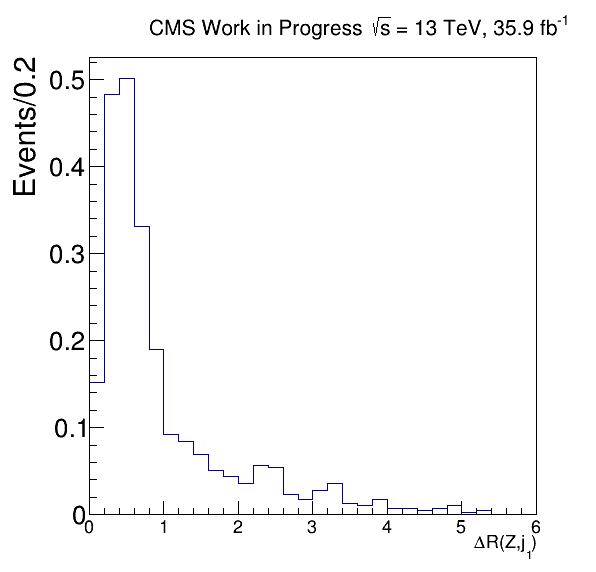 CMS Work in Progress √s = 13 TeV, 35.9 fb⁻¹
Events/0.2
0.5
0.4
0.3
0.2
0.1
0
0 1 2 3 4 5 6
ΔR(Z,j₁)